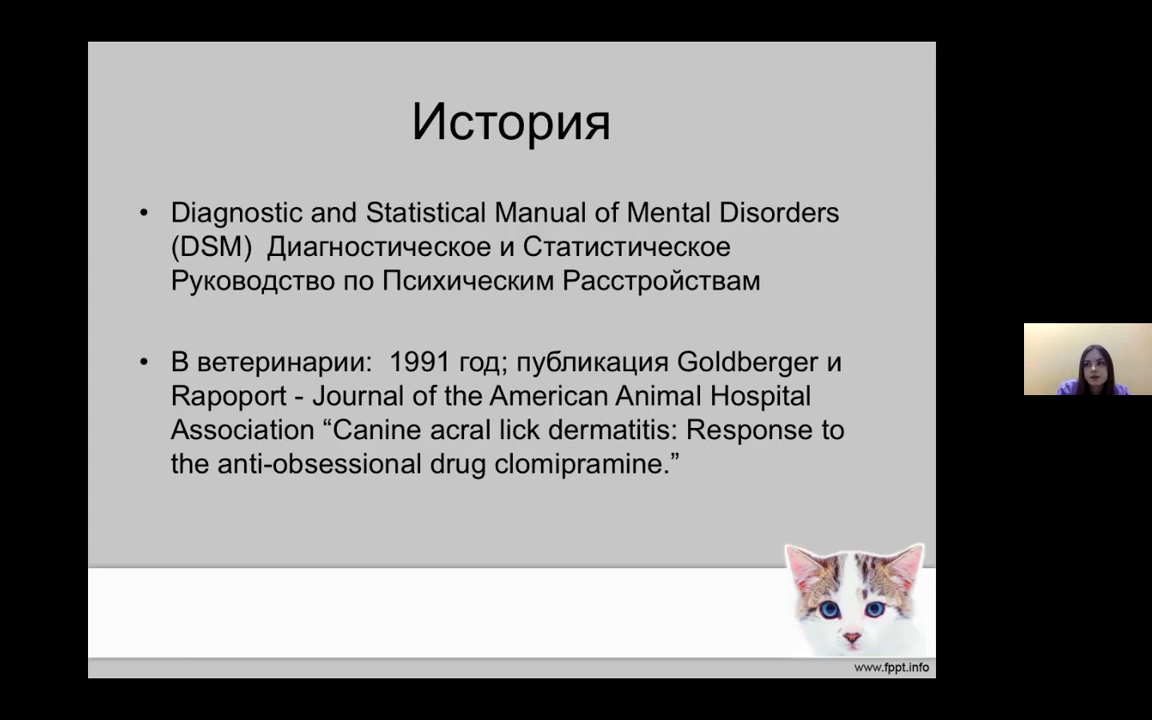 История
• Diagnostic and Statistical Manual of Mental Disorders
(DSM)  Диагностическое и Статистическое
Руководство по Психическим Расстройствам
• В ветеринарии:  1991 год; публикация Goldberger и
Rapoport - Journal of the American Animal Hospital
Association “Canine acral lick dermatitis: Response to
the anti-obsessional drug clomipramine.”
www.fppt.info